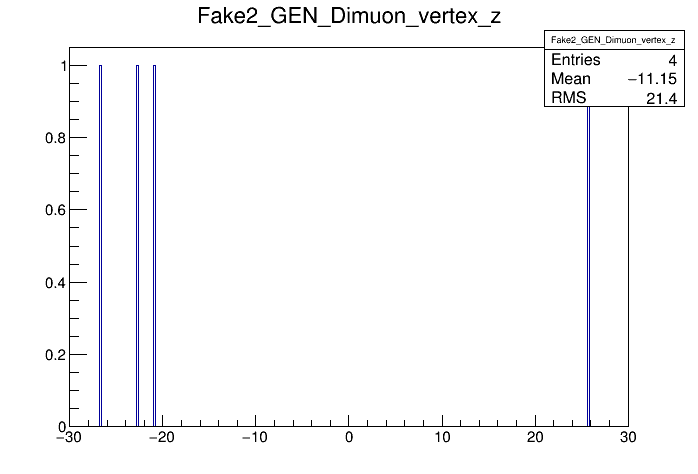 Fake2_GEN_Dimuon_vertex_z
Fake2_GEN_Dimuon_vertex_z
Entries 4
Mean −11.15
RMS 21.4
1
0.8
0.6
0.4
0.2
0
−30 −20 −10 0 10 20 30